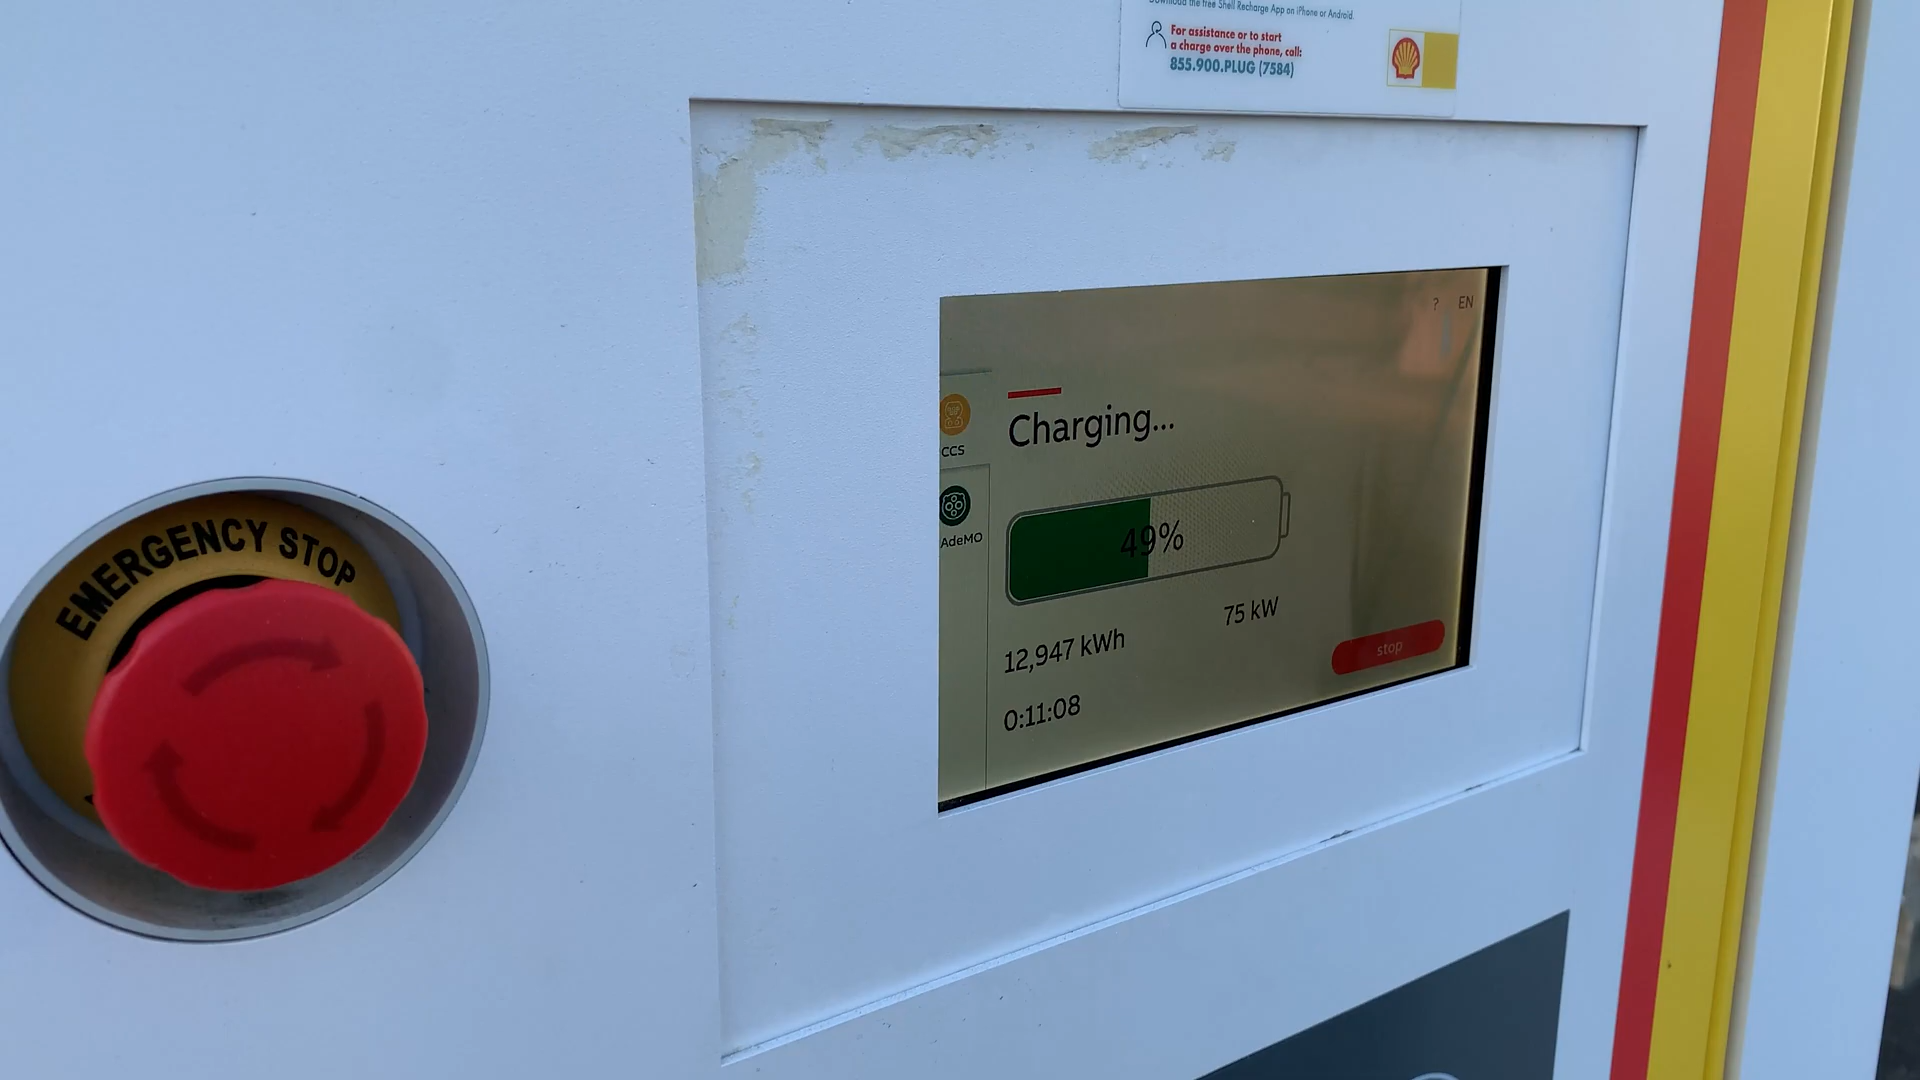 Download the free Shell Recharge App on iPhone or Android.
For assistance or to start
a charge over the phone, call:
855.900.PLUG (7584)
? EN
CCS
Charging...
AdeMO
49%
75 kW
12,947 kWh
stop
0:11:08
EMERGENCY STOP